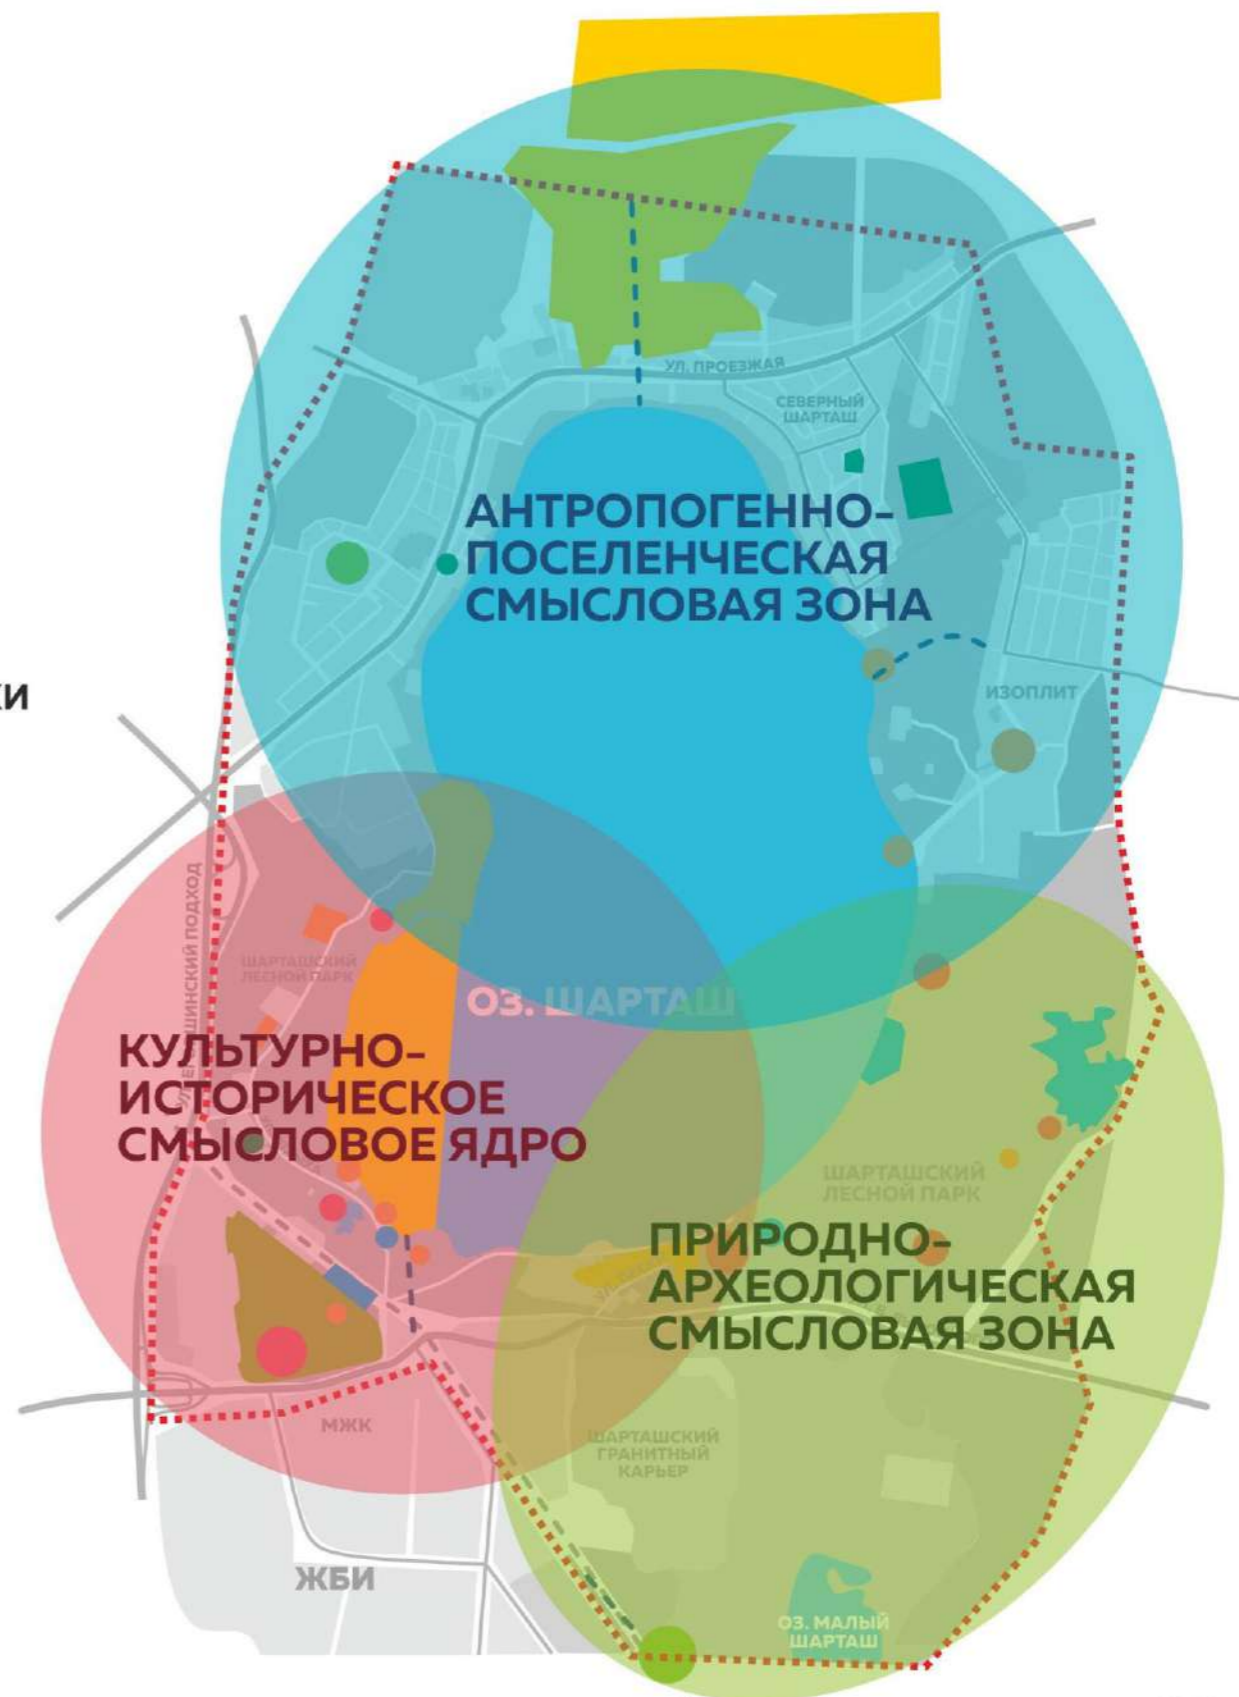 УЛ. ПРОЕЗЖАЯ
СЕВЕРНЫЙ
ШАРТАШ
АНТРОПОГЕННО-
ПОСЕЛЕНЧЕСКАЯ
СМЫСЛОВАЯ ЗОНА
ИЗОПЛИТ
КИ
ШАРТАШСКИЙ
ЛЕСНОЙ ПАРК
ПОДХОД
ОЗ. ШАРТАШ
КУЛЬТУРНО-
ИСТОРИЧЕСКОЕ
СМЫСЛОВОЕ ЯДРО
ШАРТАШСКИЙ
ЛЕСНОЙ ПАРК
ПРИРОДНО-
АРХЕОЛОГИЧЕСКАЯ
СМЫСЛОВАЯ ЗОНА
МЖК
ШАРТАШСКИЙ
ГРАНИТНЫЙ
КАРЬЕР
ЖБИ
ОЗ. МАЛЫЙ
ШАРТАШ